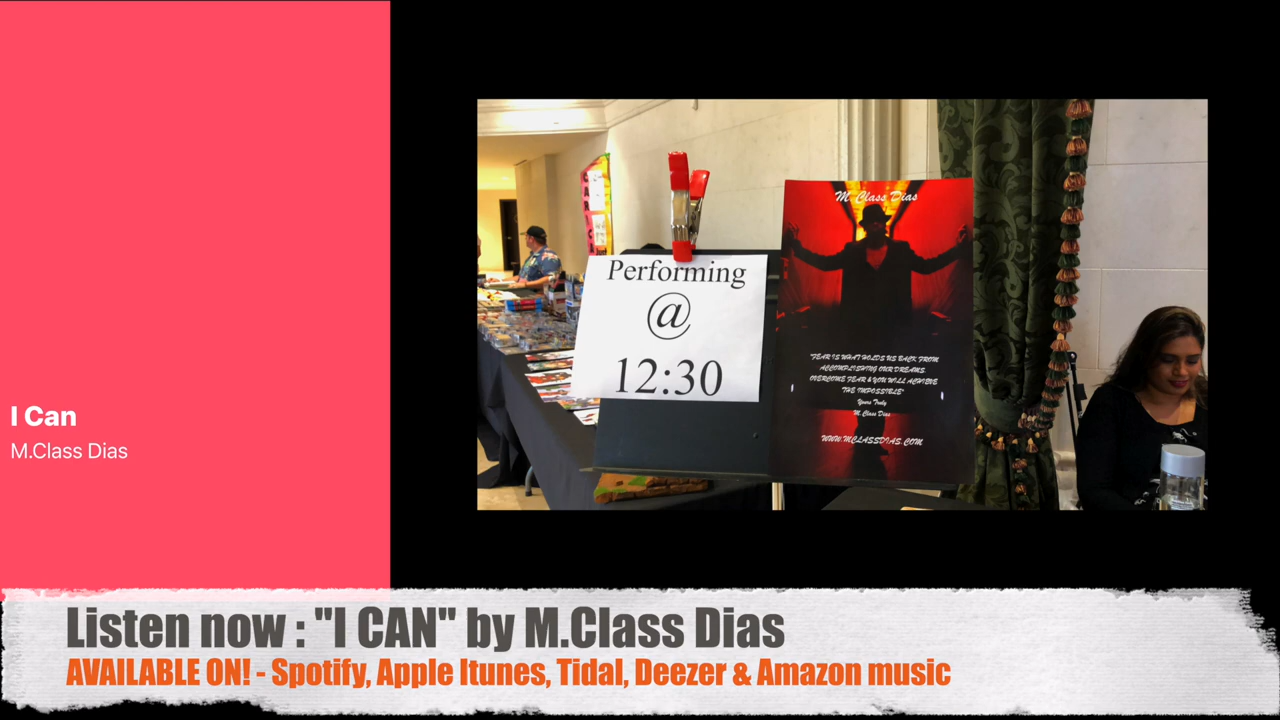 I Can
M.Class Dias
Performing
@
12:30
M. Class Dias
"FEAR IS WHAT HOLDS US BACK FROM
ACCOMPLISHING OUR DREAMS.
OVERCOME FEAR & YOU WILL ACHIEVE
THE IMPOSSIBLE"
Yours Truly
M. Class Dias
WWW.MCLASSDIAS.COM
Listen now : "I CAN" by M.Class Dias
AVAILABLE ON! - Spotify, Apple Itunes, Tidal, Deezer & Amazon music